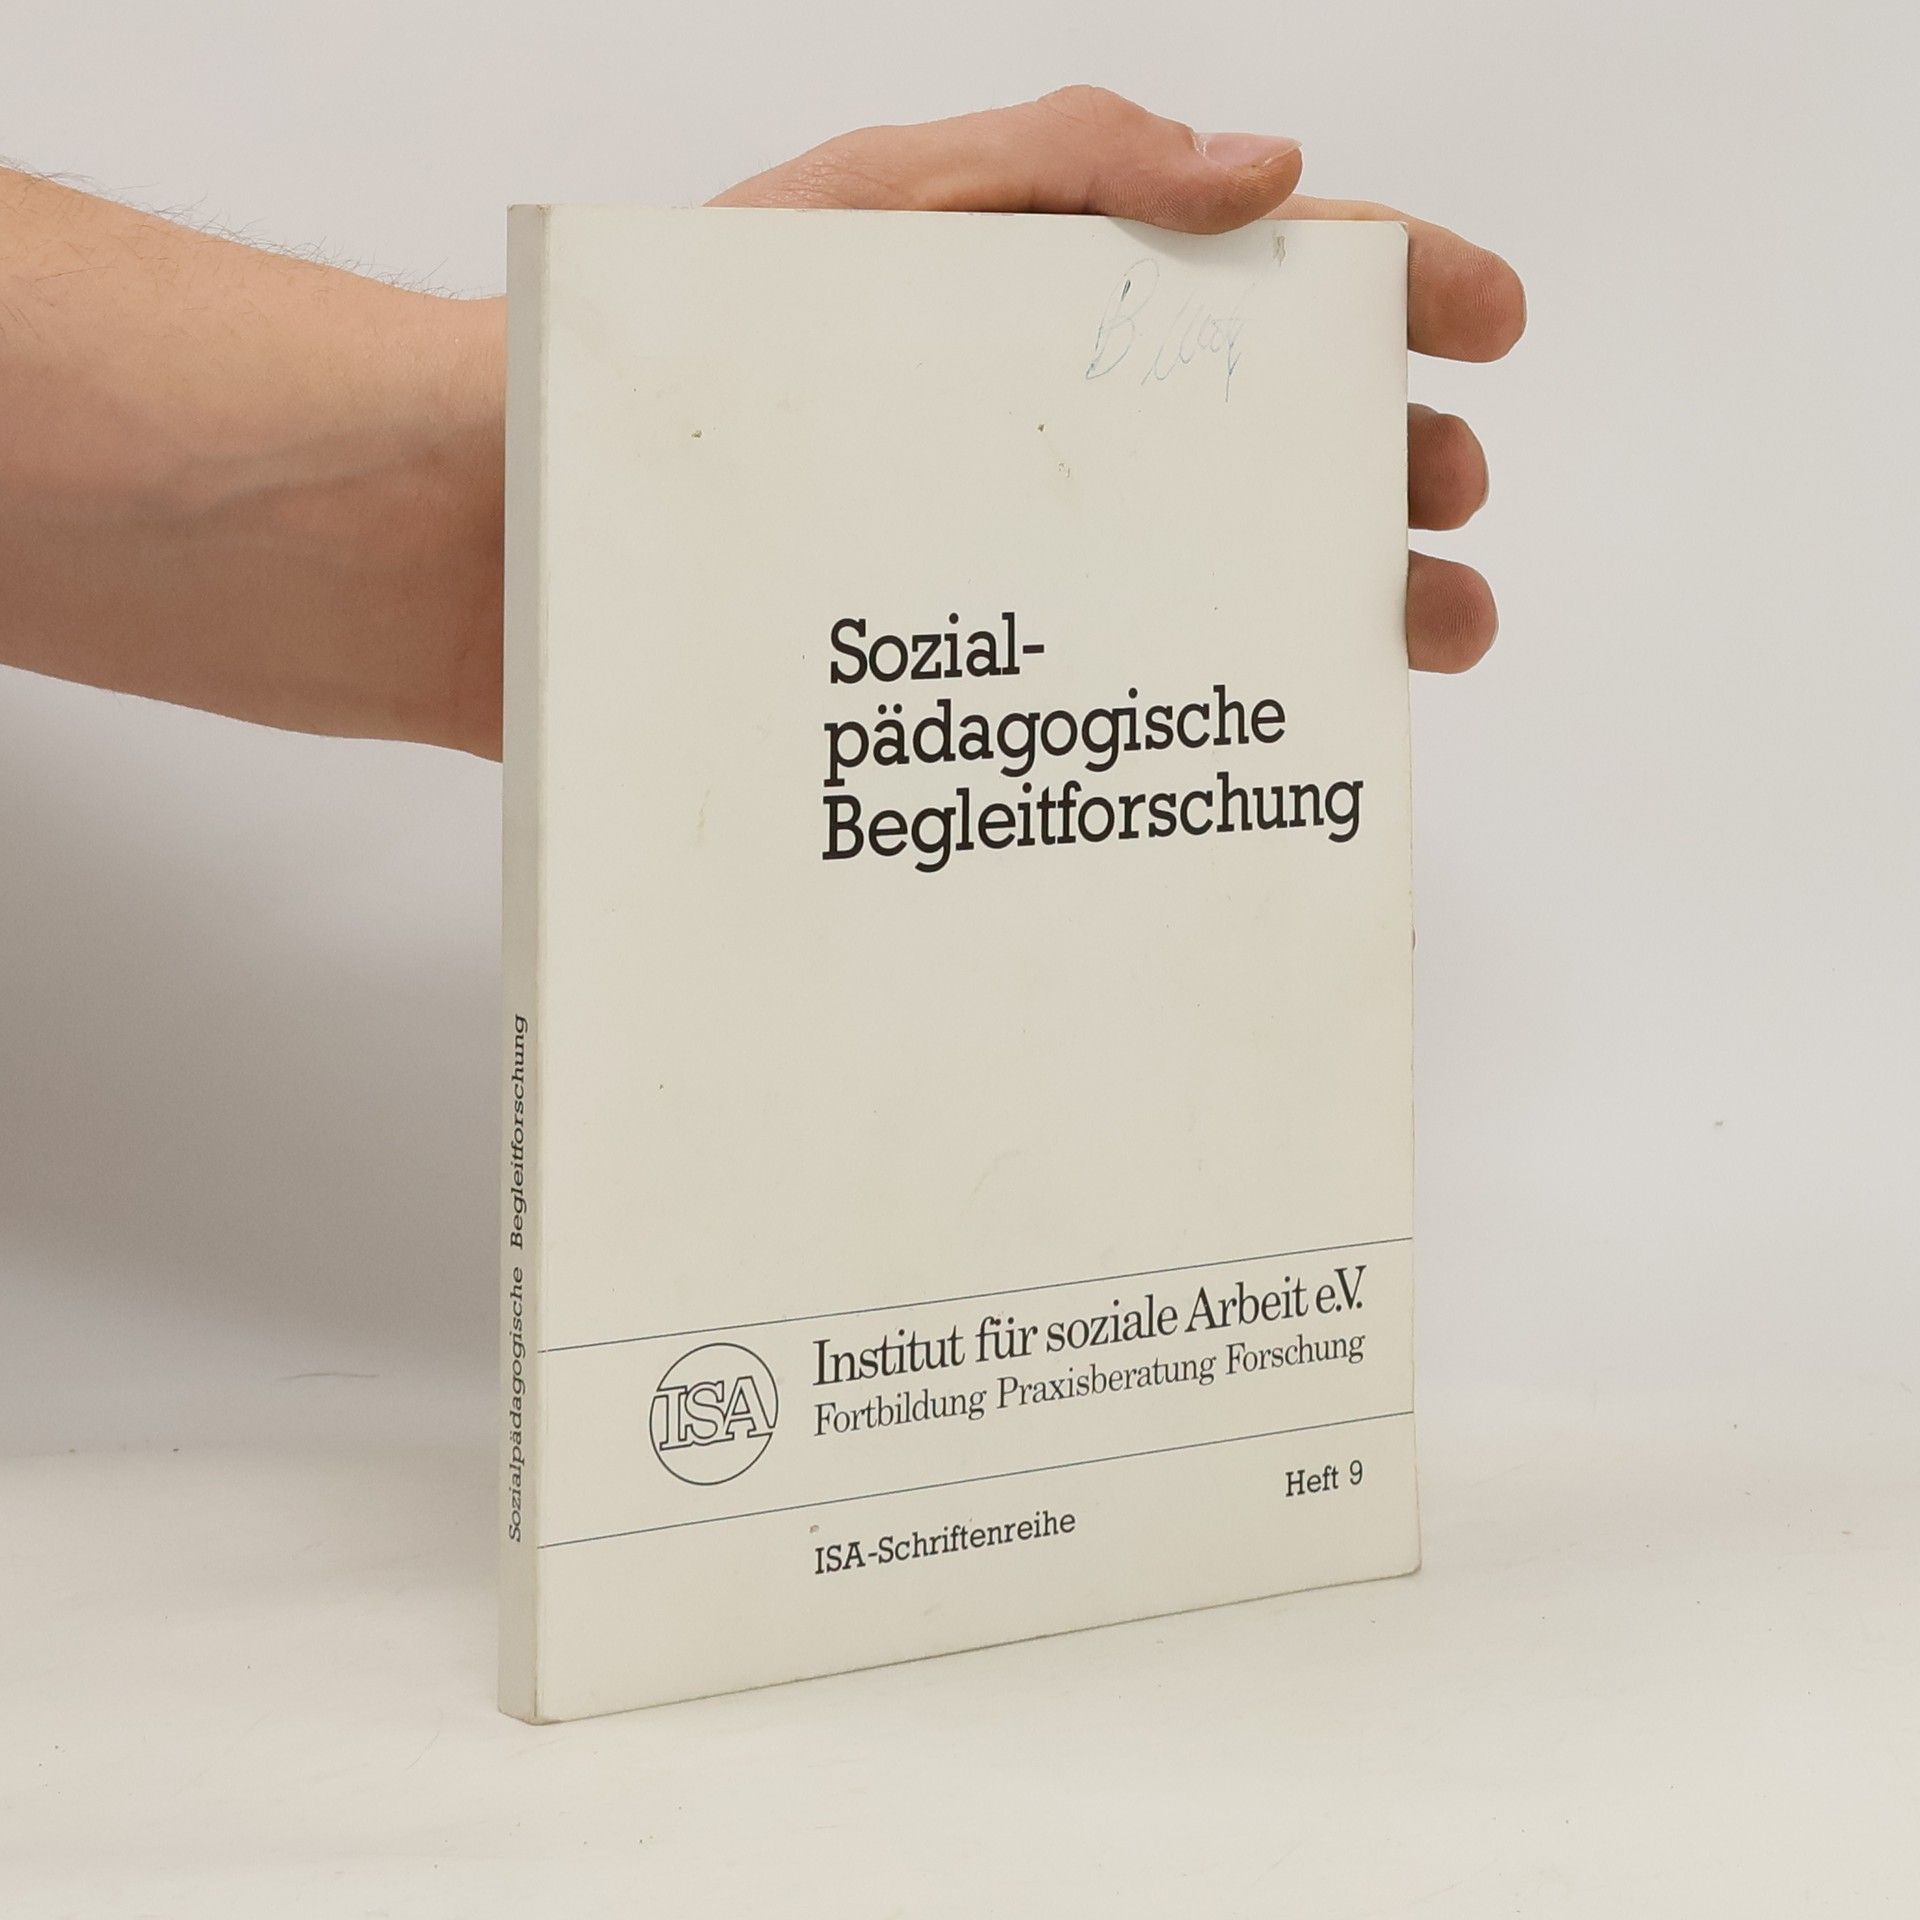 Sozial-
pädagogische
Begleitforschung
Institut für soziale Arbeit e.V.
Fortbildung Praxisberatung Forschung
ISA
Heft 9
ISA-Schriftenreihe
Sozialpädagogische Begleitforschung